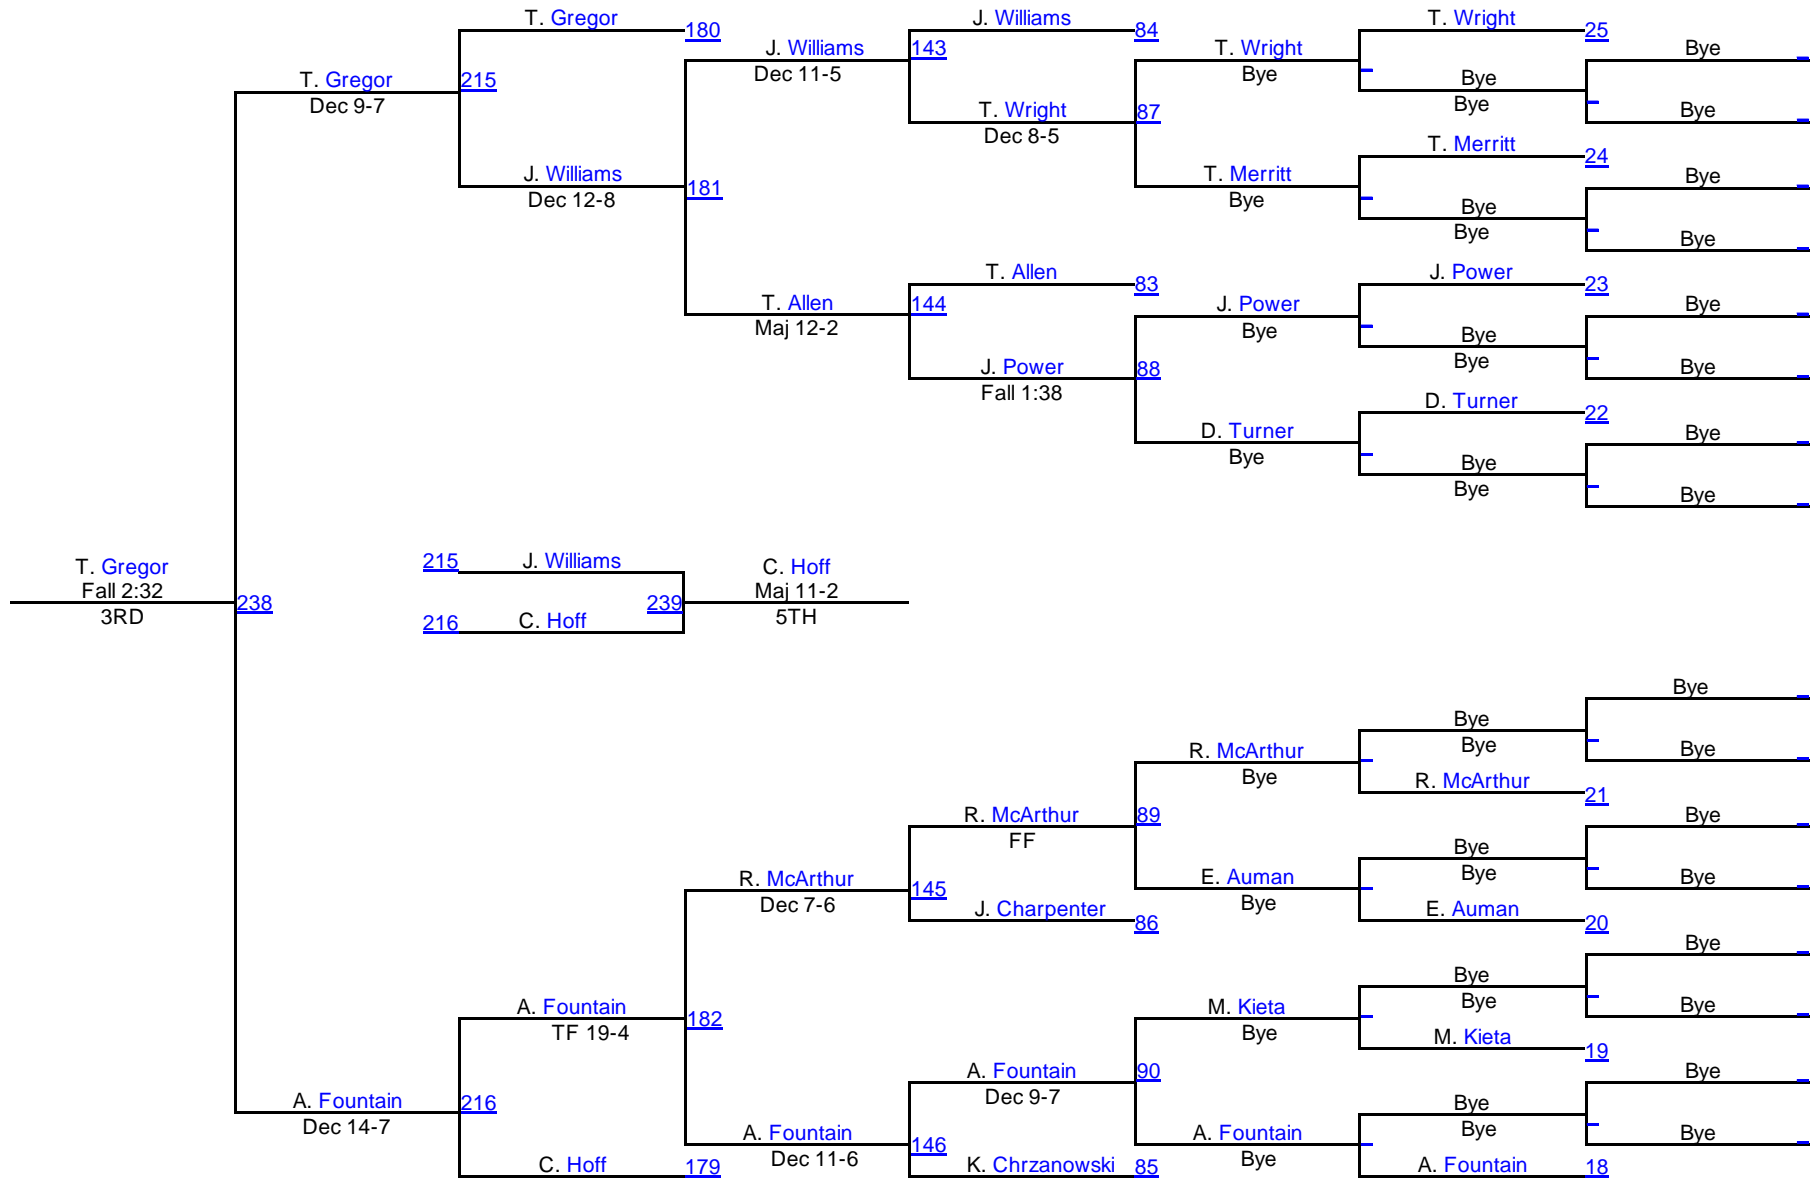 T. Gregor 180
J. Williams 84
T. Wright 25
J. Williams 143
T. Wright
Bye
Dec 11-5
Bye
T. Gregor 215
Bye
Dec 9-7
Bye
T. Wright 87
Bye
Dec 8-5
T. Merritt 24
J. Williams 181
T. Merritt
Bye
Dec 12-8
Bye
Bye
Bye
Bye
T. Allen 83
J. Power 23
T. Allen 144
J. Power
Bye
Maj 12-2
Bye
Bye
Bye
J. Power 88
Bye
Fall 1:38
D. Turner 22
D. Turner
Bye
Bye
Bye
Bye
Bye
T. Gregor
Fall 2:32
3RD
238
215 J. Williams
216 C. Hoff
239
C. Hoff
Maj 11-2
5TH
Bye
Bye
Bye
R. McArthur
Bye
Bye
R. McArthur 21
R. McArthur 89
FF
Bye
Bye
Bye
R. McArthur 145
E. Auman
Bye
Dec 7-6
Bye
J. Charpenter 86
E. Auman 20
Bye
Bye
Bye
A. Fountain 182
M. Kieta
Bye
TF 19-4
Bye
M. Kieta 19
A. Fountain 90
Bye
Dec 9-7
A. Fountain 216
Bye
Bye
Dec 14-7
A. Fountain 146
A. Fountain
Bye
Dec 11-6
Bye
C. Hoff 179
K. Chrzanowski 85
A. Fountain 18